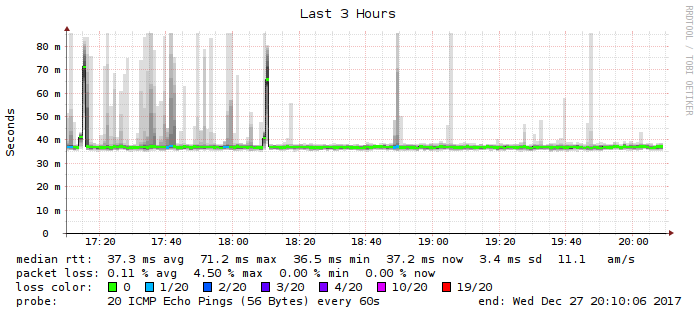 Last 3 Hours
RRDTOOL / TOBI OETIKER
Seconds
80 m
70 m
60 m
50 m
40 m
30 m
20 m
10 m
0
17:20 17:40 18:00 18:20 18:40 19:00 19:20 19:40 20:00
median rtt: 37.3 ms avg 71.2 ms max 36.5 ms min 37.2 ms now 3.4 ms sd 11.1 am/s
packet loss: 0.11 % avg 4.50 % max 0.00 % min 0.00 % now
loss color: 0 1/20 2/20 3/20 4/20 10/20 19/20
probe: 20 ICMP Echo Pings (56 Bytes) every 60s end: Wed Dec 27 20:10:06 2017